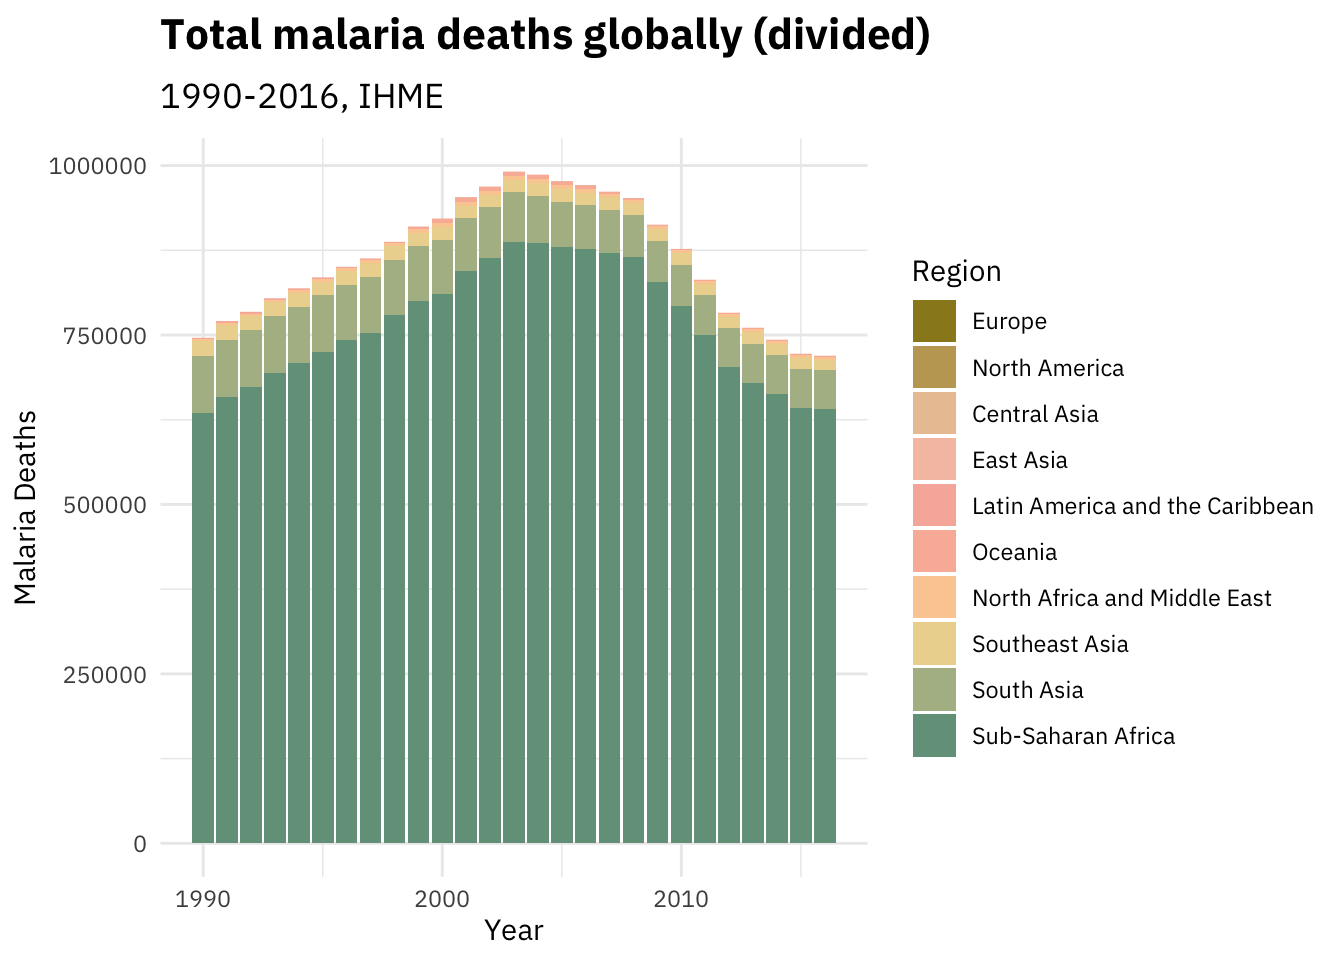 Total malaria deaths globally (divided)
1990-2016, IHME
1000000
750000
500000
250000
0
Malaria Deaths
1990
2000
2010
Year
Region
Europe
North America
Central Asia
East Asia
Latin America and the Caribbean
Oceania
North Africa and Middle East
Southeast Asia
South Asia
Sub-Saharan Africa